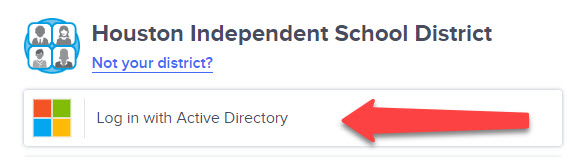 Houston Independent School District
Not your district?
Log in with Active Directory